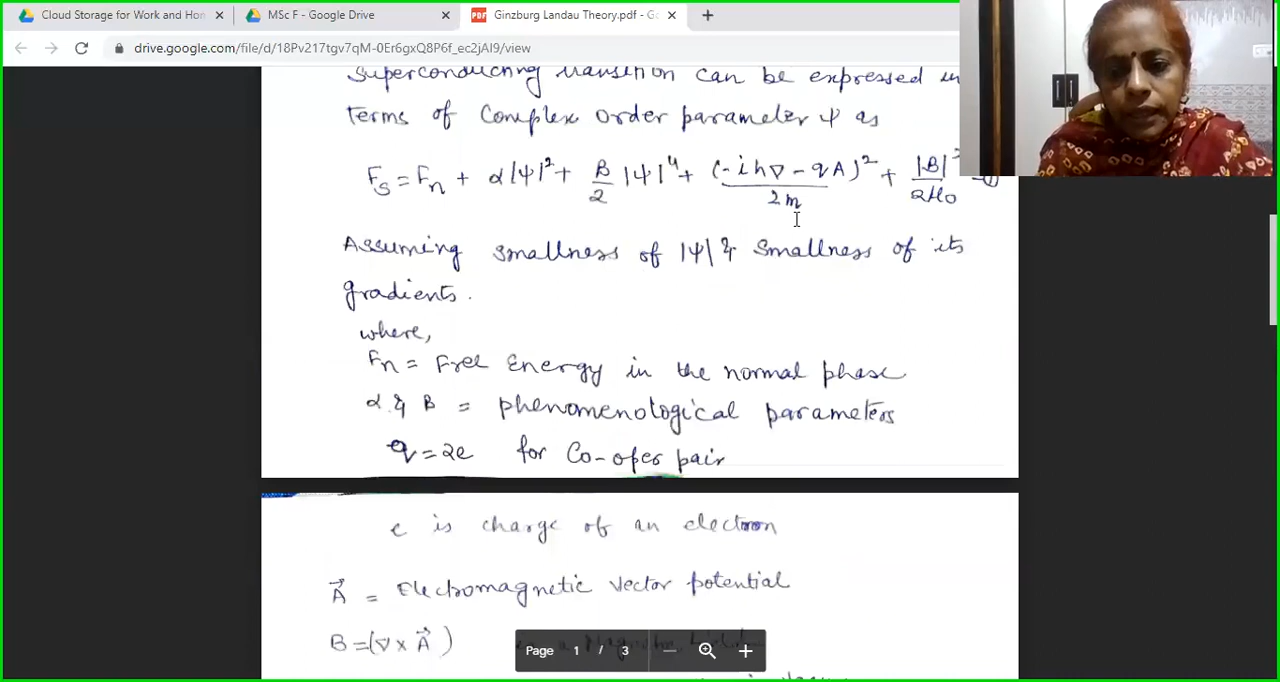 Cloud Storage for Work and Hon
MSc F - Google Drive
Ginzburg Landau Theory.pdf - Go
drive.google.com/file/d/18Pv217tgv7qM-0Er6gxQ8P6f_ec2jAI9/view
Superconducting transition can be expressed in
terms of Complex Order parameter ψ as
Fs = Fn + α|ψ|² + β/2 |ψ|⁴ + (-iħ∇ - qA)²/2m + |B|²/2μ0
Assuming smallness of |ψ| & smallness of its
gradients.
where,
Fn = Free Energy in the normal phase
α & β = phenomenological parameters
q = 2e for Co-oper pair
e is charge of an electron
A⃗ = Electromagnetic vector potential
B = (∇ × A⃗)
Page 1 / 3